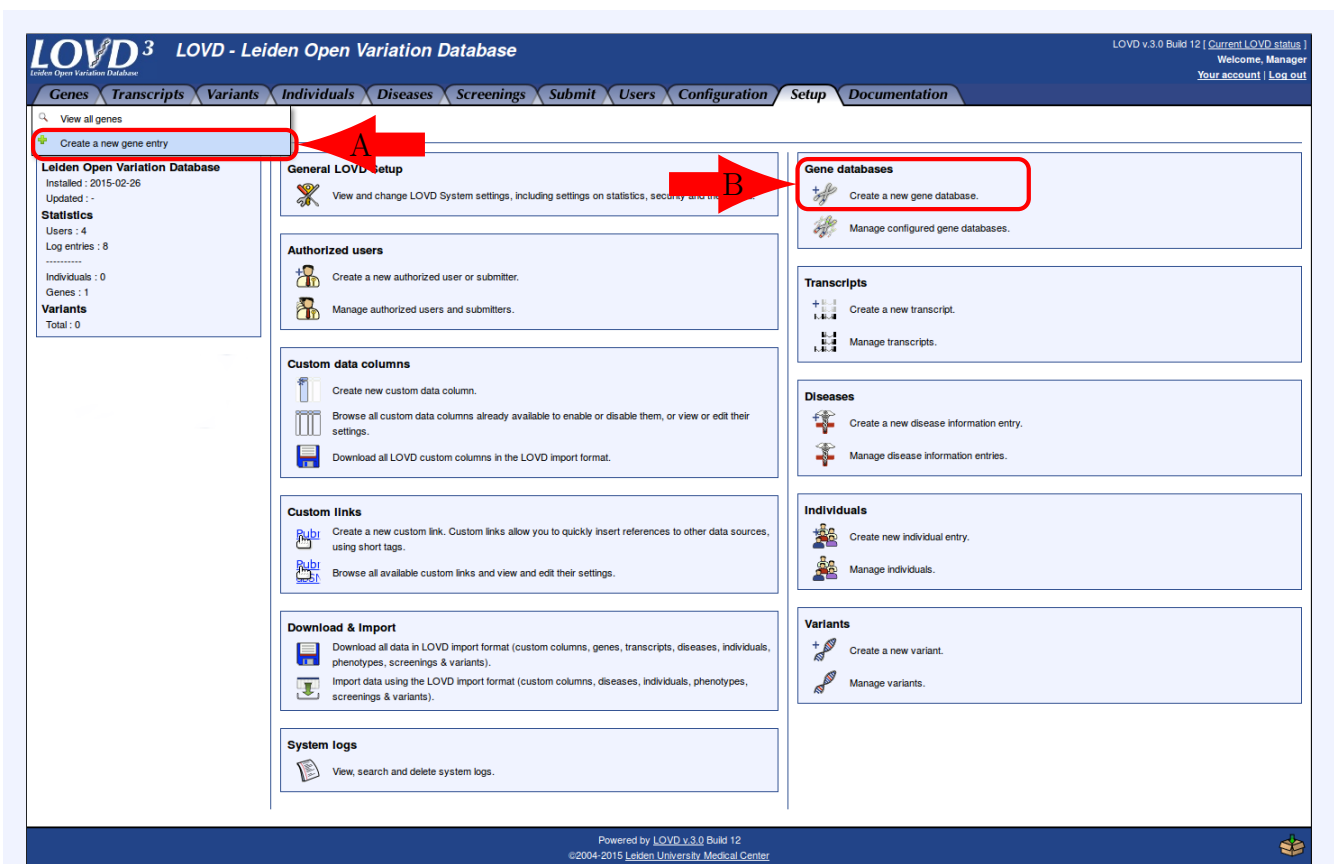 LOVD 3 LOVD - Leiden Open Variation Database
Leiden Open Variation Database
LOVD v.3.0 Build 12 [ Current LOVD status ]
Welcome, Manager
Your account | Log out
Genes Transcripts Variants Individuals Diseases Screenings Submit Users Configuration Setup Documentation
View all genes
Create a new gene entry
A
B
Leiden Open Variation Database
Installed : 2015-02-26
Updated : -
Statistics
Users : 4
Log entries : 8
----------
Individuals : 0
Genes : 1
Variants
Total : 0
General LOVD Setup
View and change LOVD System settings, including settings on statistics, security and the
Authorized users
Create a new authorized user or submitter.
Manage authorized users and submitters.
Custom data columns
Create new custom data column.
Browse all custom data columns already available to enable or disable them, or view or edit their
settings.
Download all LOVD custom columns in the LOVD import format.
Custom links
Create a new custom link. Custom links allow you to quickly insert references to other data sources,
using short tags.
Browse all available custom links and view and edit their settings.
Download & Import
Download all data in LOVD import format (custom columns, genes, transcripts, diseases, individuals,
phenotypes, screenings & variants).
Import data using the LOVD import format (custom columns, diseases, individuals, phenotypes,
screenings & variants).
System logs
View, search and delete system logs.
Gene databases
Create a new gene database.
Manage configured gene databases.
Transcripts
Create a new transcript.
Manage transcripts.
Diseases
Create a new disease information entry.
Manage disease information entries.
Individuals
Create new individual entry.
Manage individuals.
Variants
Create a new variant.
Manage variants.
Powered by LOVD v.3.0 Build 12
©2004-2015 Leiden University Medical Center